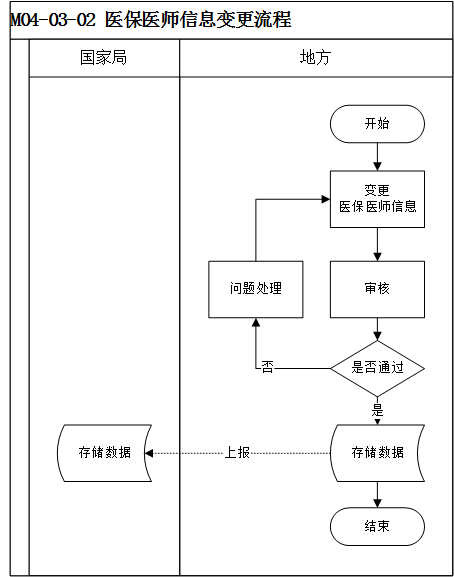 M04-03-02 医保医师信息变更流程
国家局
地方
开始
变更
医保医师信息
问题处理
审核
否
是否通过
是
存储数据
上报
存储数据
结束